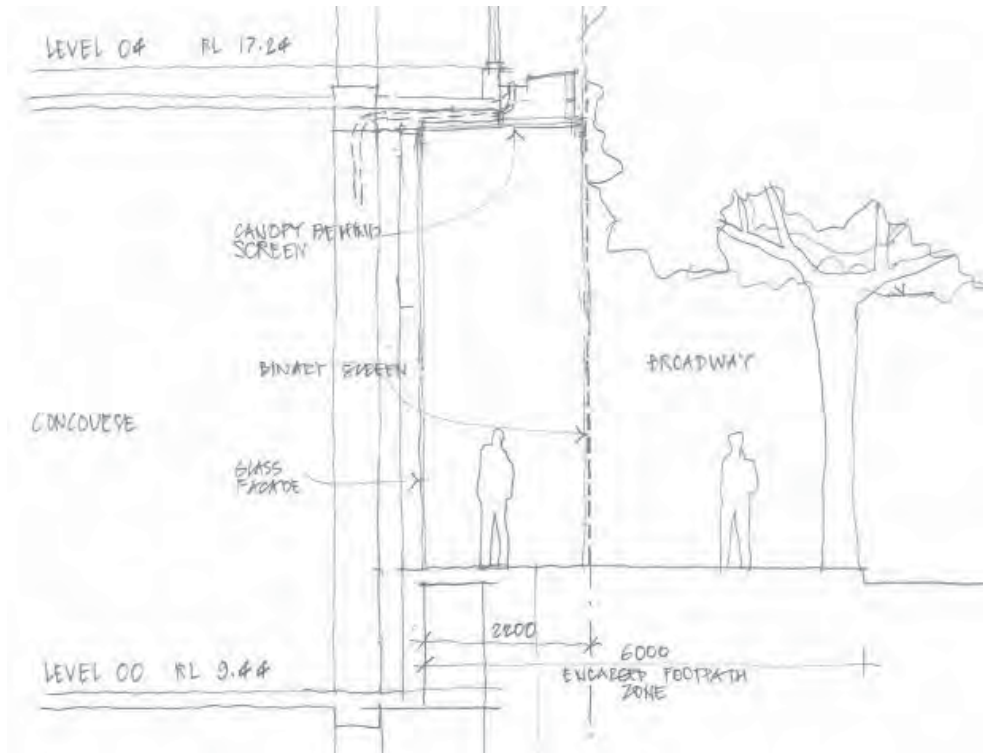 LEVEL 04 RL 17.24
CANOPY BEHIND
SCREEN
BINARY SCREEN
BROADWAY
CONCOURSE
GLASS
FACADE
2200
6000
ENLARGED FOOTPATH
ZONE
LEVEL 00 RL 9.44